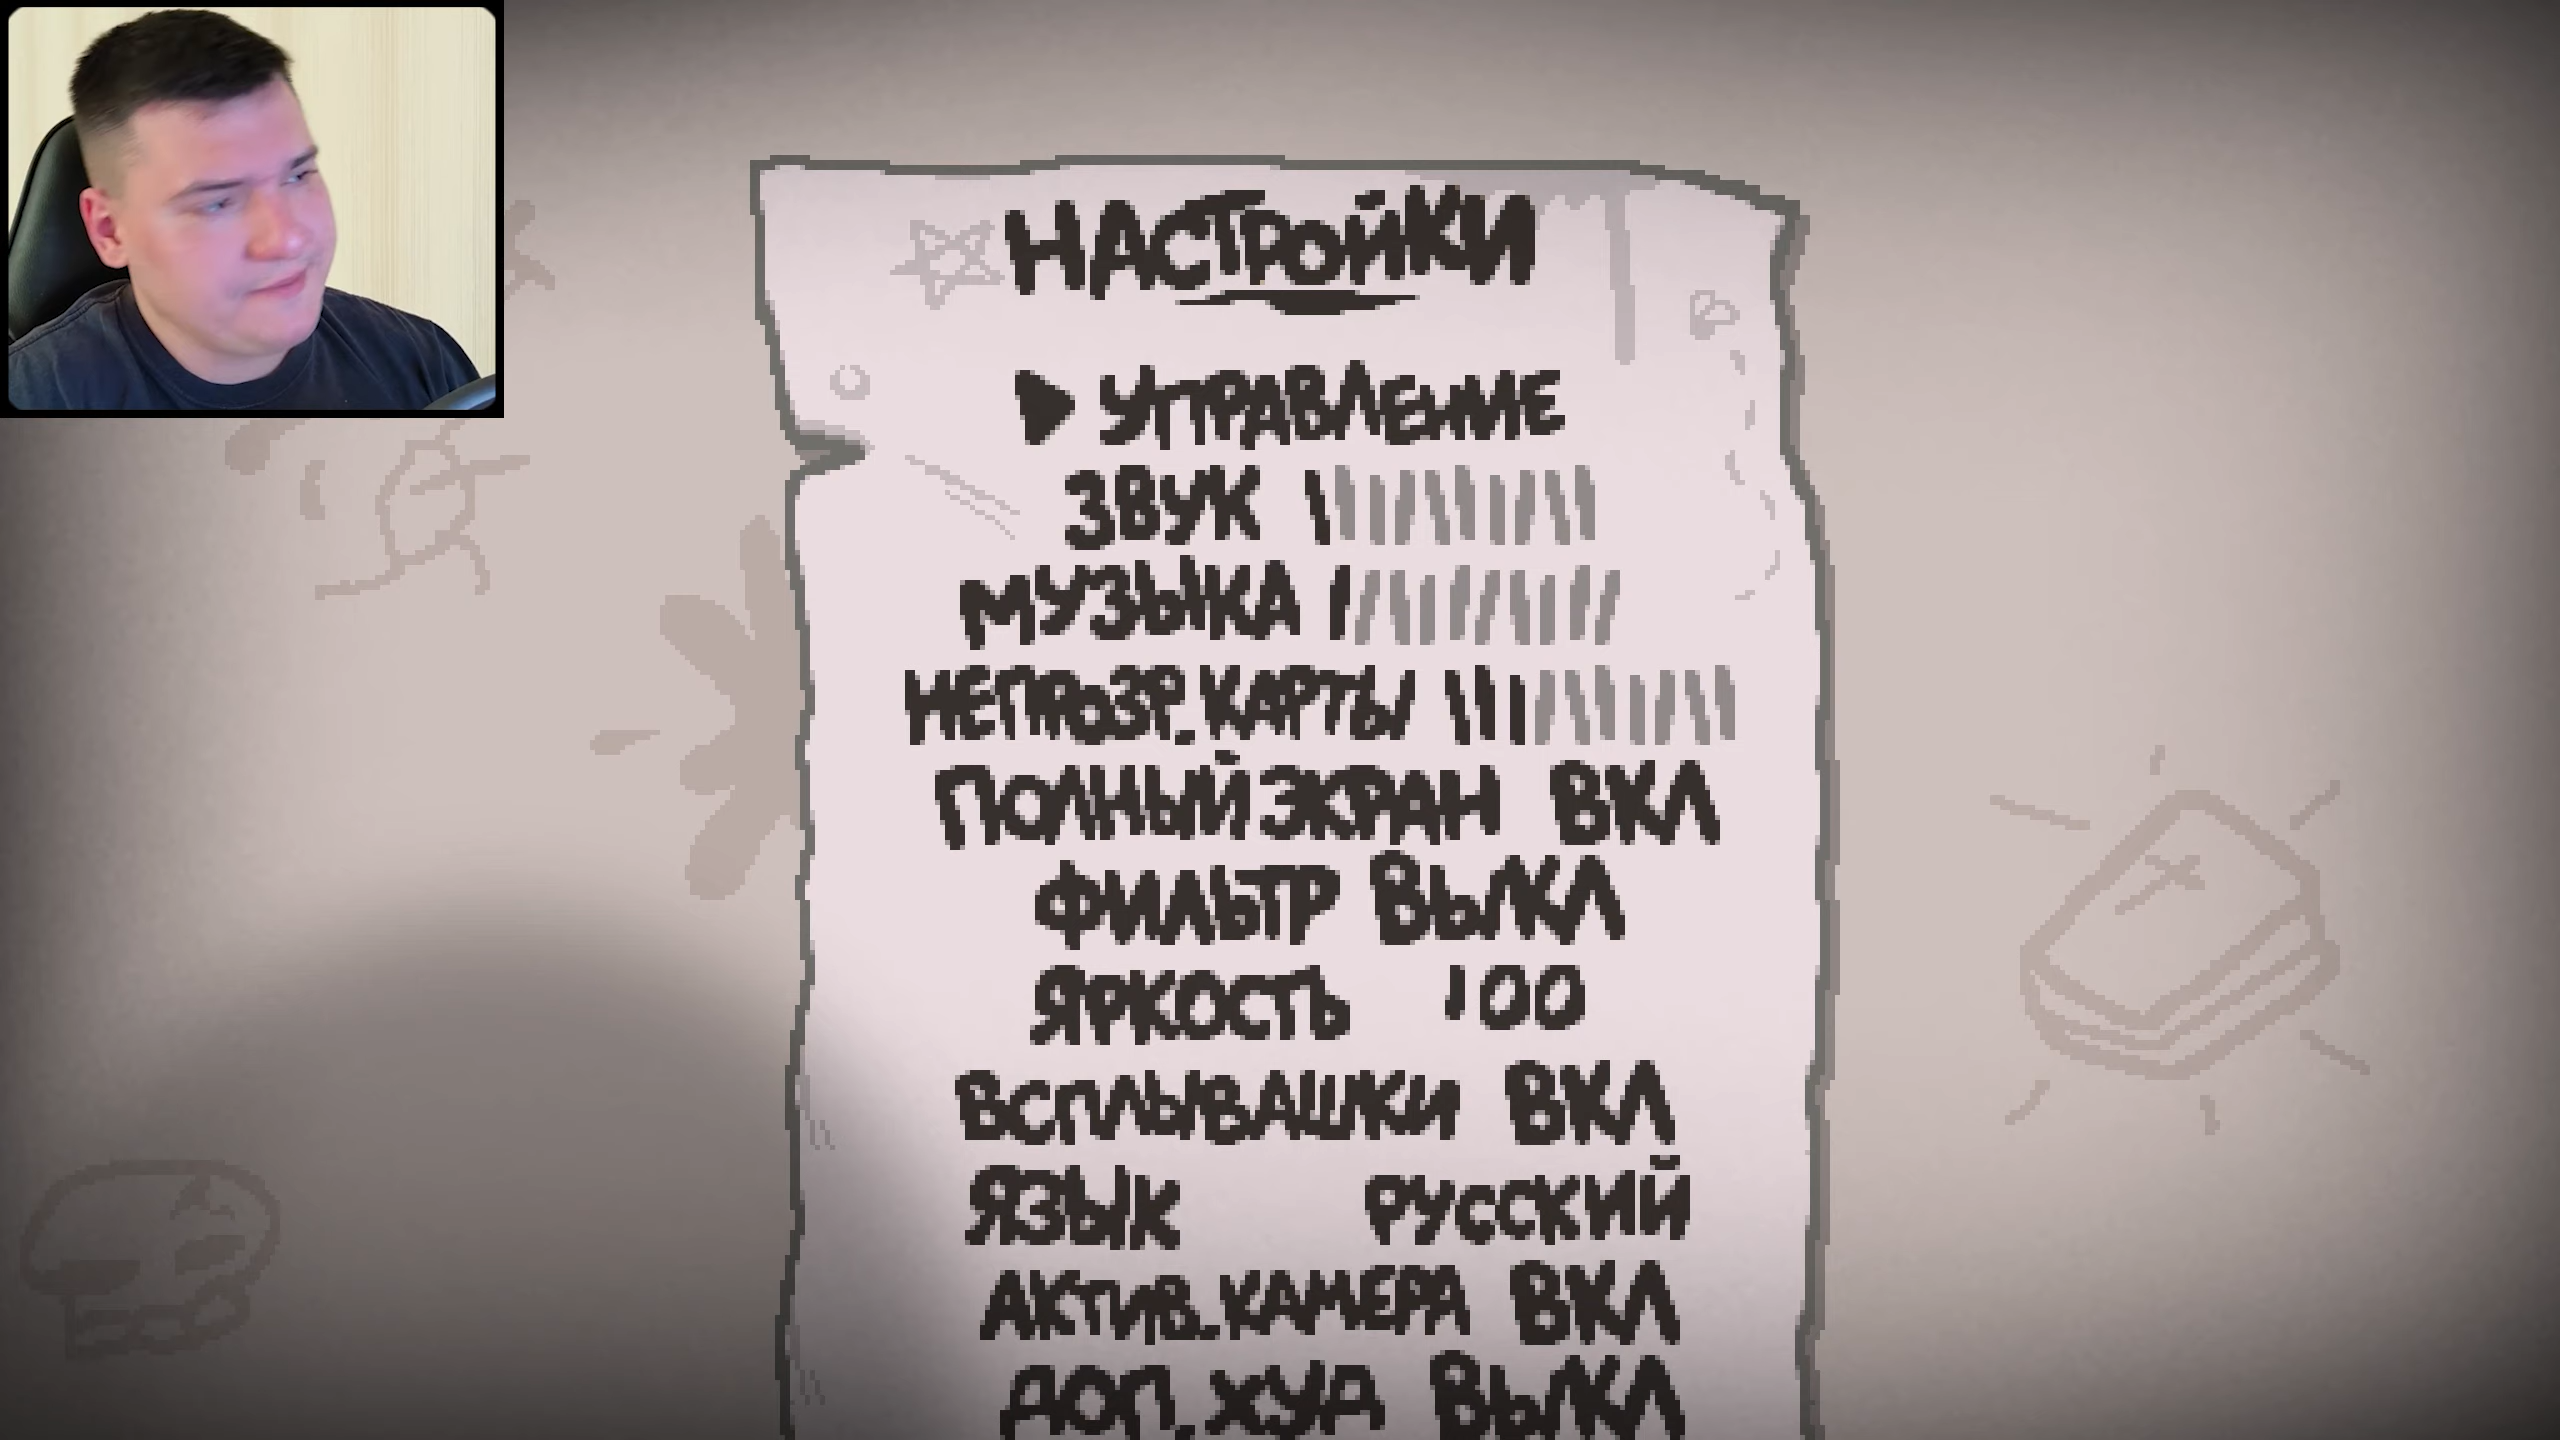 НАСТРОЙКИ
УПРАВЛЕНИЕ
ЗВУК
МУЗЫКА
НЕПРОЗР. КАРТЫ
ПОЛНЫЙ ЭКРАН ВКЛ
ФИЛЬТР ВЫКЛ
ЯРКОСТЬ 100
ВСПЛЫВАШКИ ВКЛ
ЯЗЫК РУССКИЙ
АКТИВ. КАМЕРА ВКЛ
ДОП. ХУД ВЫКЛ